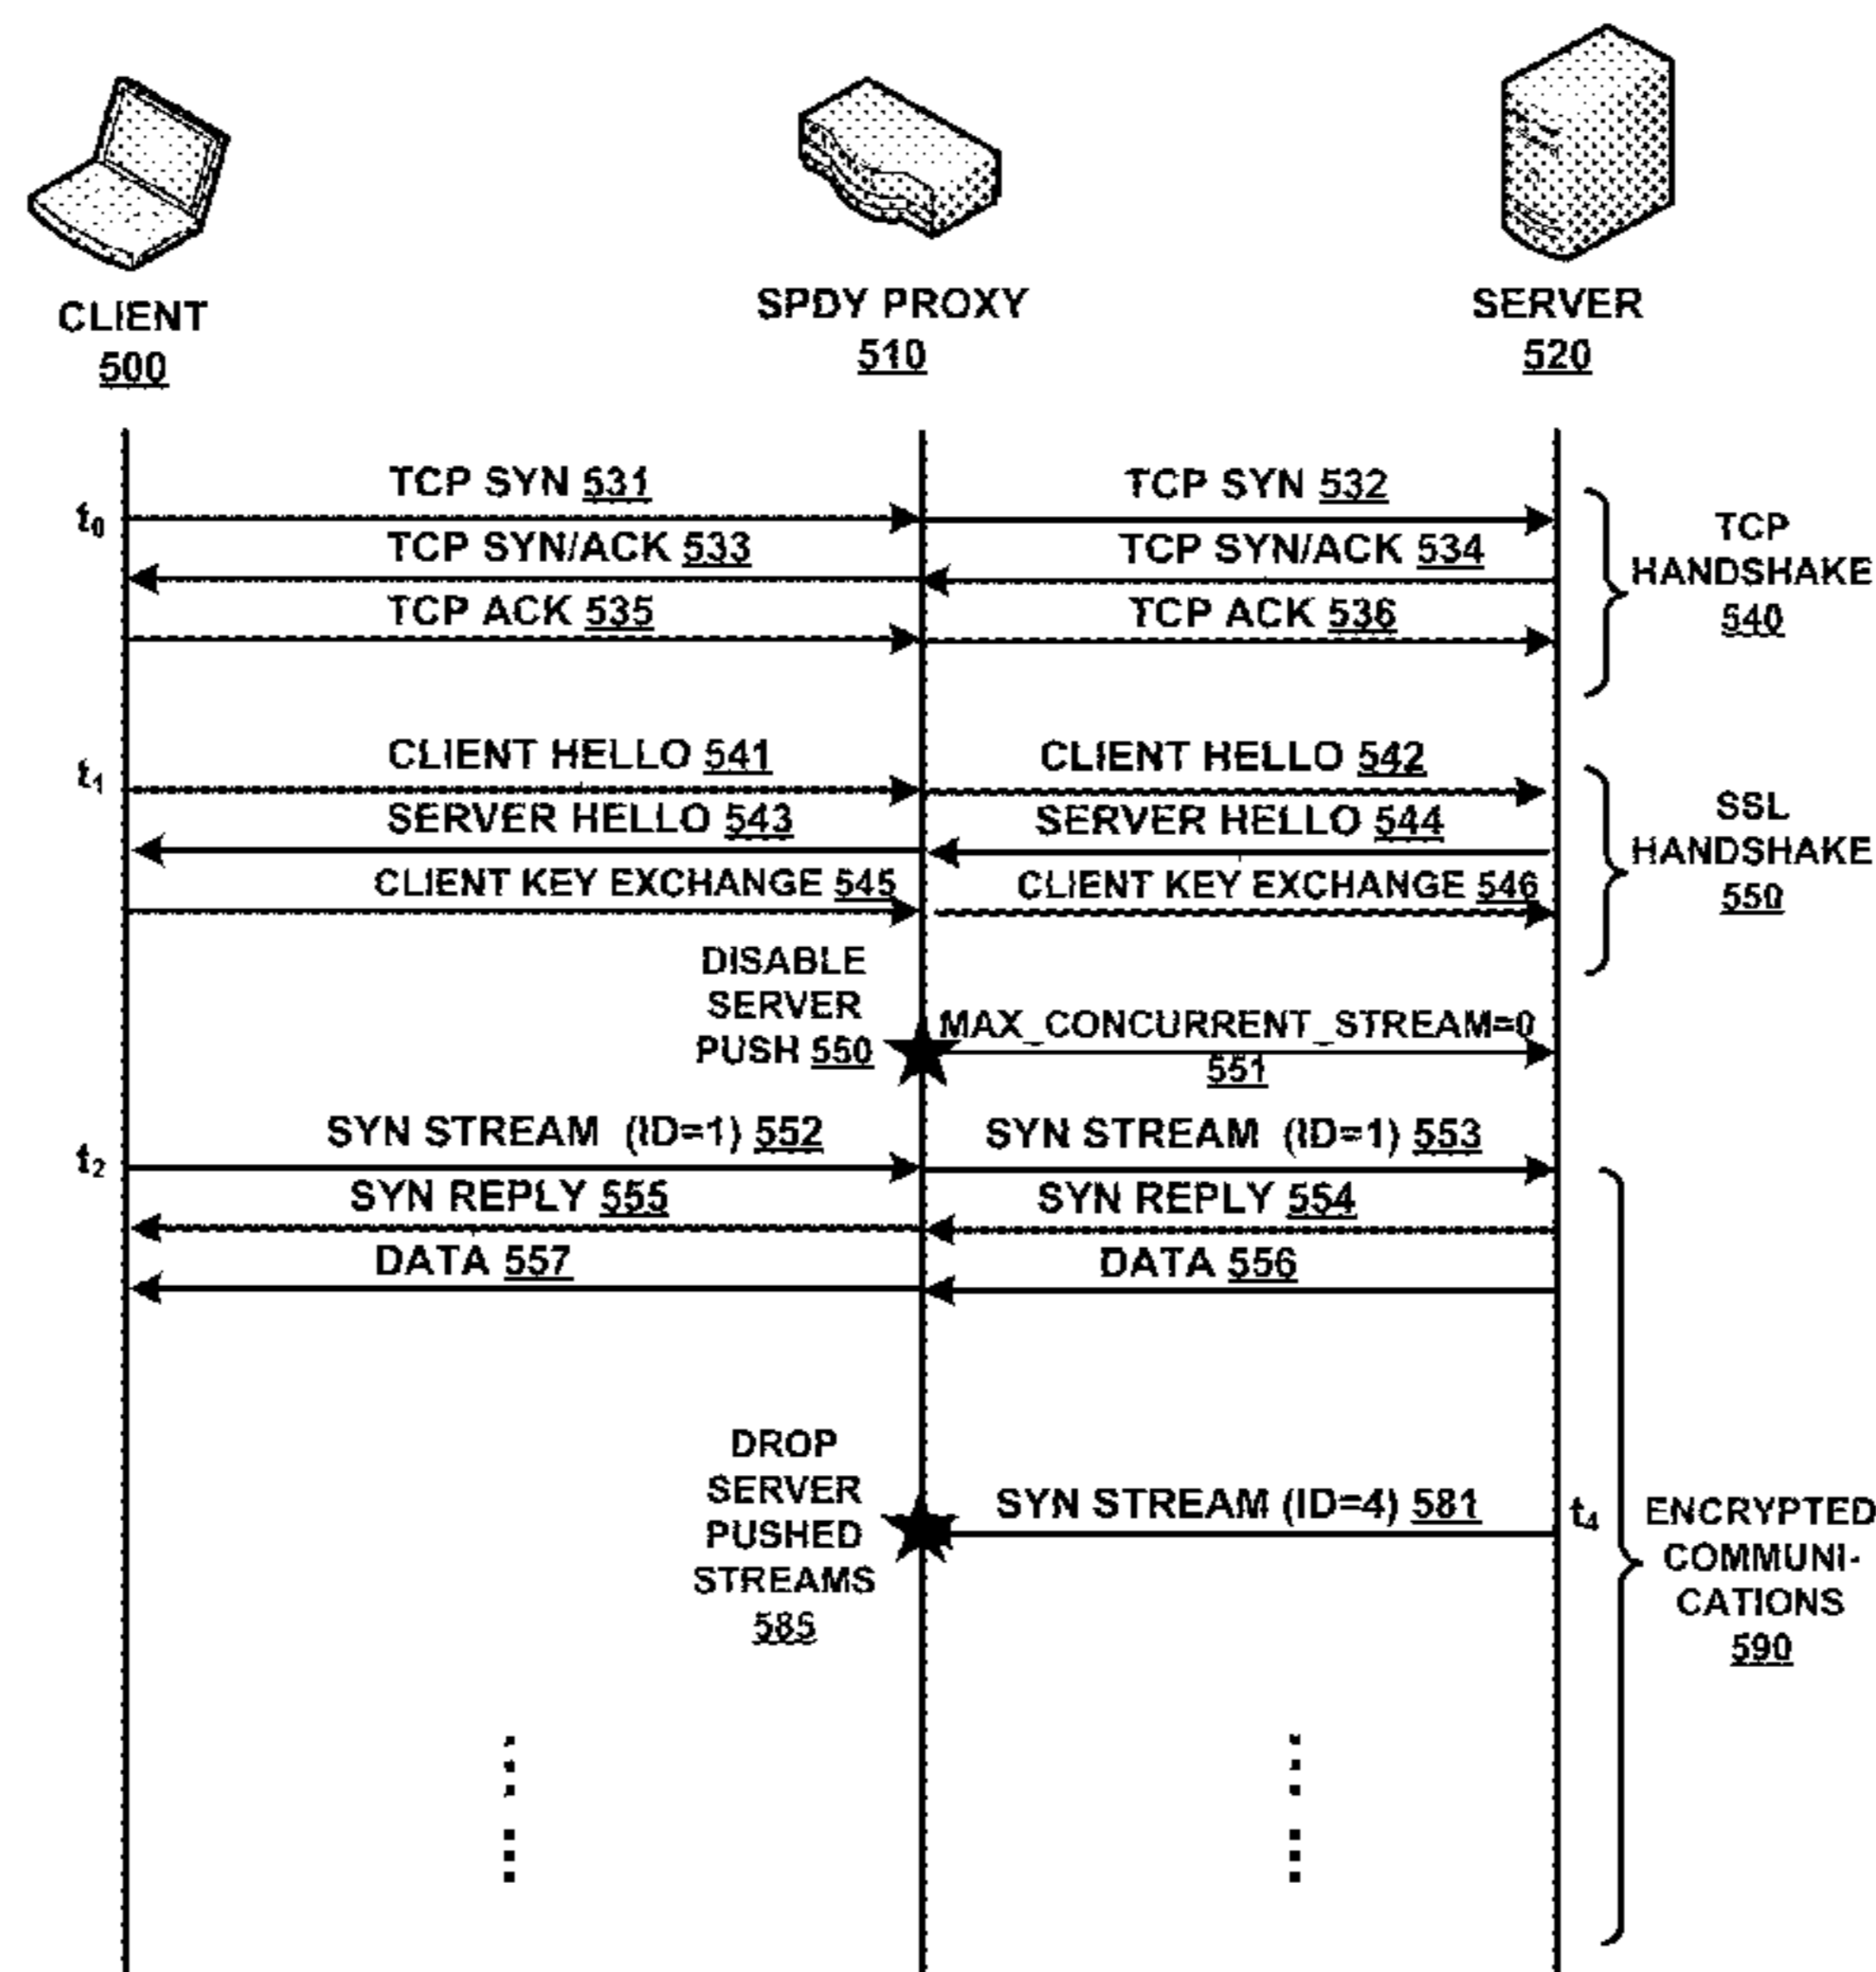 CLIENT
500
SPDY PROXY
510
SERVER
520
TCP SYN 531
TCP SYN 532
t0
TCP SYN/ACK 533
TCP SYN/ACK 534
TCP ACK 535
TCP ACK 536
TCP
HANDSHAKE
540
CLIENT HELLO 541
CLIENT HELLO 542
t1
SERVER HELLO 543
SERVER HELLO 544
CLIENT KEY EXCHANGE 545
CLIENT KEY EXCHANGE 546
SSL
HANDSHAKE
550
DISABLE
SERVER
PUSH 550
MAX_CONCURRENT_STREAM=0
551
SYN STREAM (ID=1) 552
SYN STREAM (ID=1) 553
t2
SYN REPLY 555
SYN REPLY 554
DATA 557
DATA 556
DROP
SERVER
PUSHED
STREAMS
585
SYN STREAM (ID=4) 581
t4
ENCRYPTED
COMMUNI-
CATIONS
590